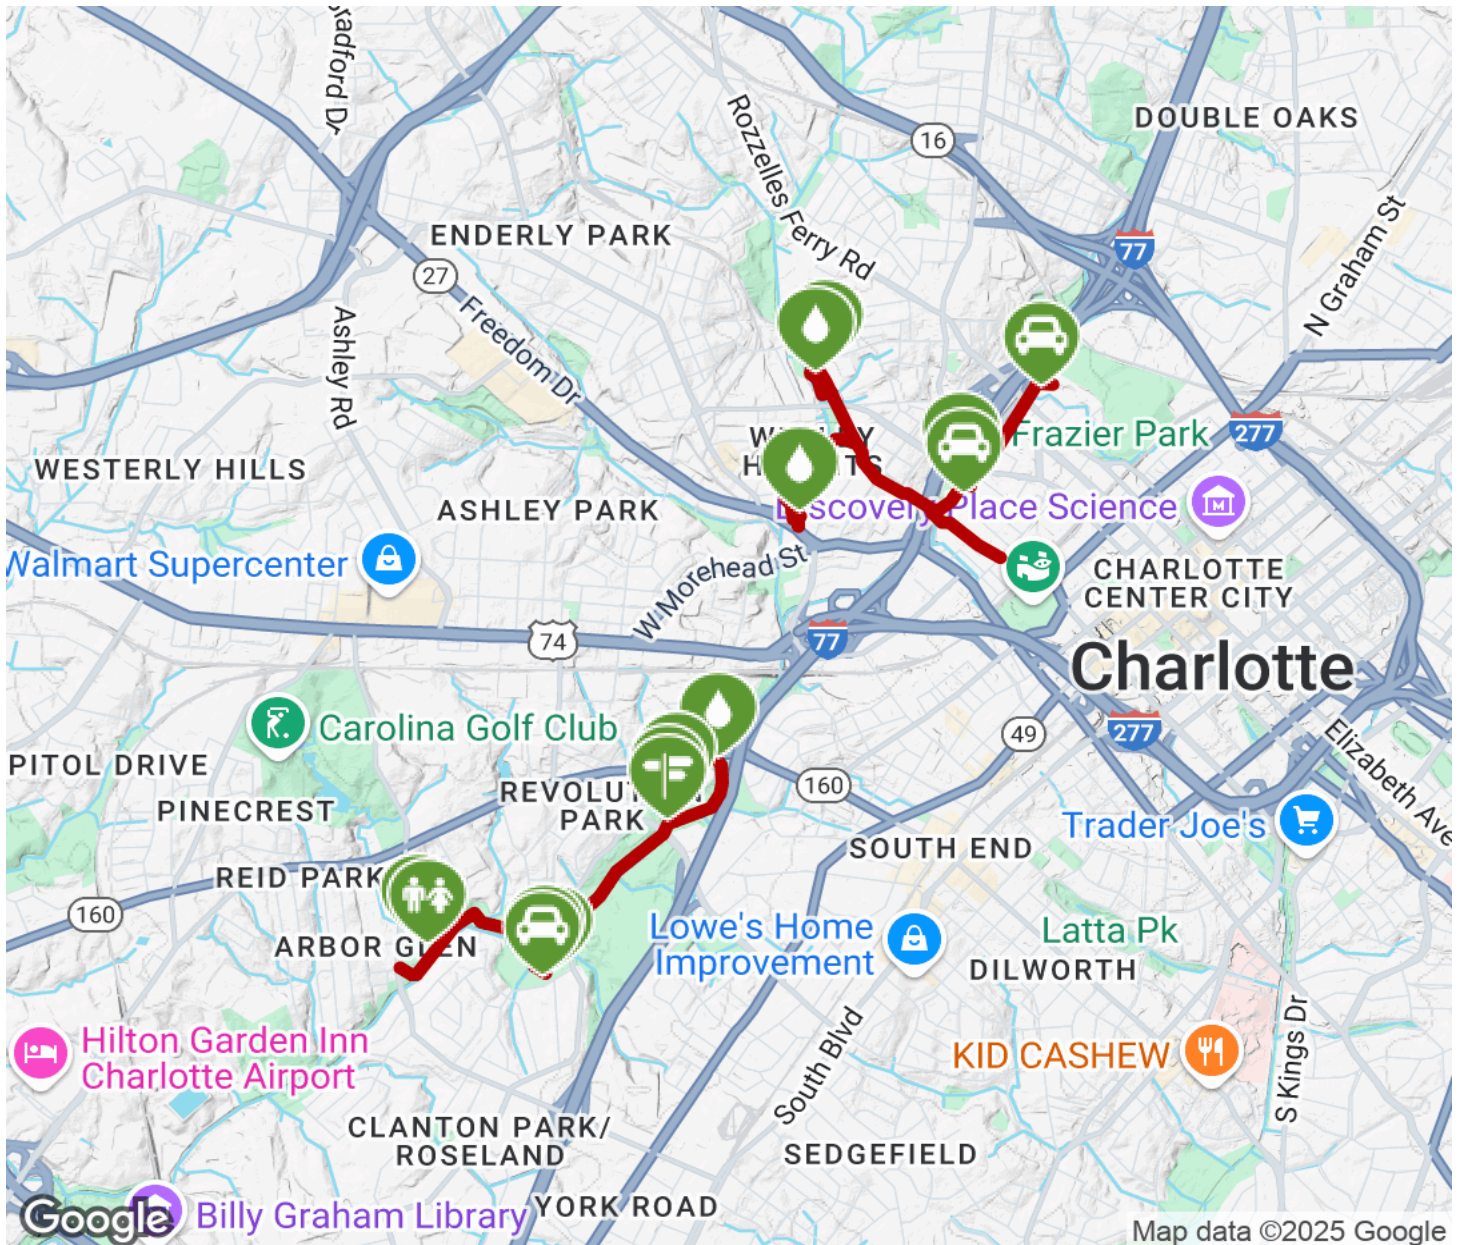 Bradford Dr
DOUBLE OAKS
16
Rozzelles Ferry Rd
ENDERLY PARK
77
N Graham St
27
Freedom Dr
Ashley Rd
Frazier Park
277
WESTERLY HILLS
ASHLEY PARK
Discovery Place Science
Walmart Supercenter
W Morehead St
CHARLOTTE
CENTER CITY
74
77
Charlotte
Carolina Golf Club
49
277
Elizabeth Ave
PITOL DRIVE
PINECREST
PARK
160
Trader Joe's
SOUTH END
REID PARK
160
ARBOR GLEN
Lowe's Home
Improvement
Latta Pk
DILWORTH
Hilton Garden Inn
Charlotte Airport
KID CASHEW
South Blvd
S Kings Dr
CLANTON PARK/
ROSELAND
SEDGEFIELD
YORK ROAD
Google
Billy Graham Library
Map data ©2025 Google